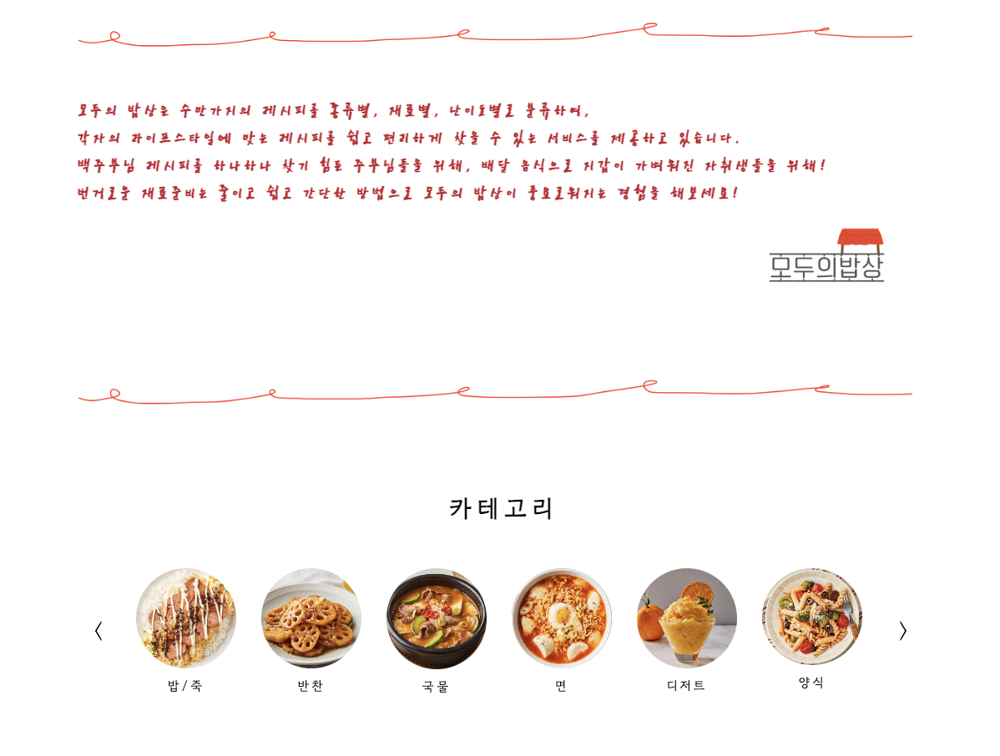 모두의 밥상은 수만가지의 레시피를 종류별, 재료별, 난이도별로 분류하며,
각자의 라이프스타일에 맞는 레시피를 쉽고 편리하게 찾을 수 있는 서비스를 제공하고 있습니다.
백주부님 레시피를 하나하나 찾기 힘든 주부님들을 위해, 배달 음식으로 지갑이 가벼워진 자취생들을 위해!
번거로운 재료준비는 줄이고 쉽고 간단한 방법으로 모두의 밥상이 풍요로워지는 경험을 해보세요!
모두의밥상
카테고리
〈
〉
밥/죽
반찬
국물
면
디저트
양식